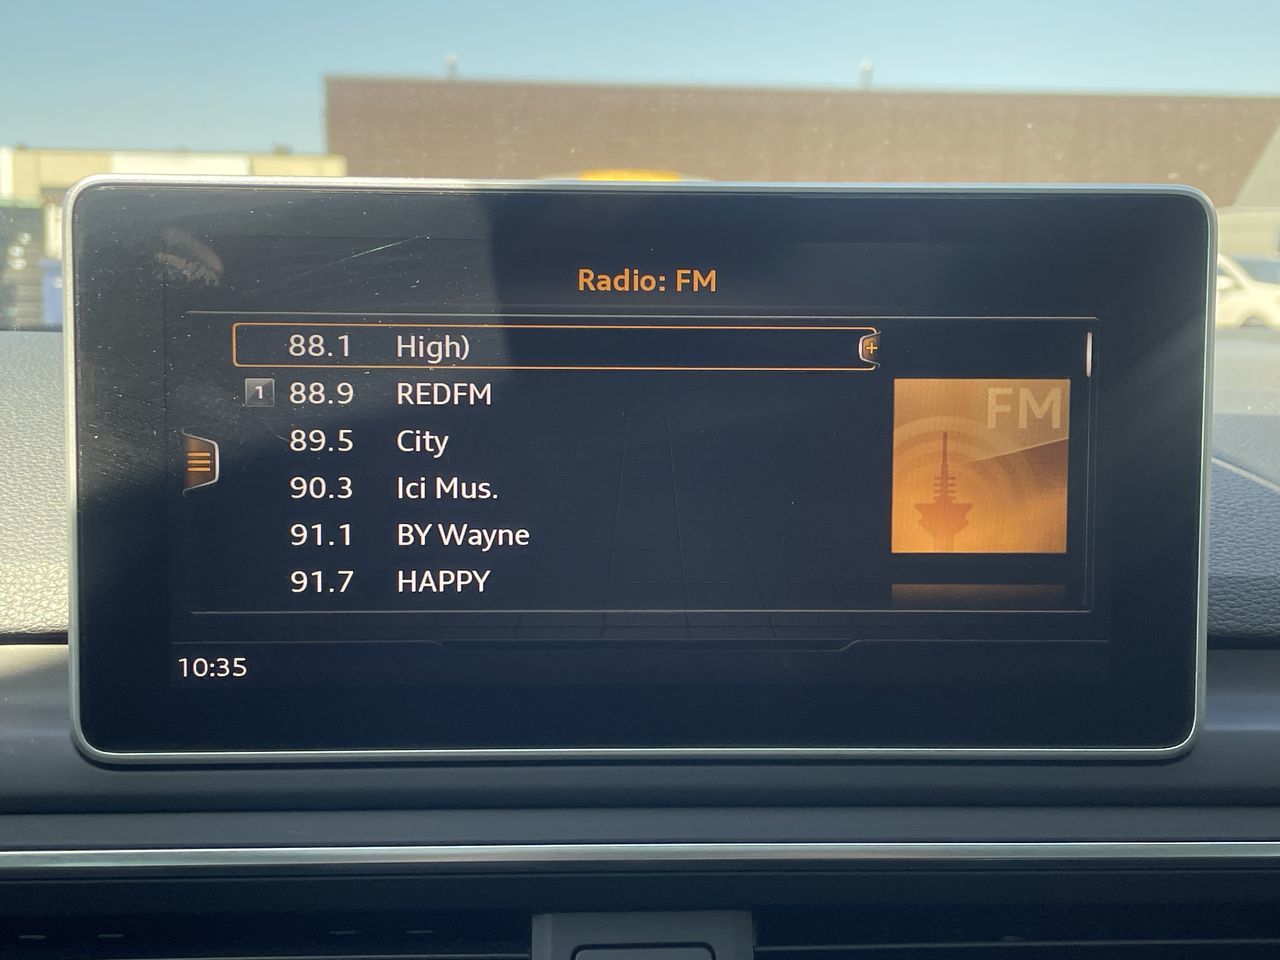 Radio: FM
88.1 High)
1 88.9 REDFM
89.5 City
90.3 Ici Mus.
91.1 BY Wayne
91.7 HAPPY
FM
10:35